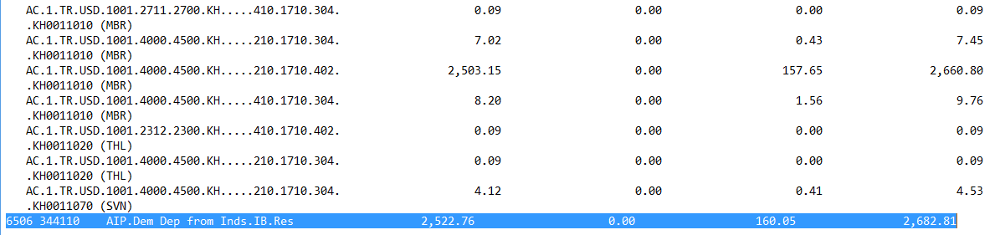 AC.1.TR.USD.1001.2711.2700.KH.....410.1710.304. 0.09 0.00 0.00 0.09
.KH0011010 (MBR)
AC.1.TR.USD.1001.4000.4500.KH.....210.1710.304. 7.02 0.00 0.43 7.45
.KH0011010 (MBR)
AC.1.TR.USD.1001.4000.4500.KH.....210.1710.402. 2,503.15 0.00 157.65 2,660.80
.KH0011010 (MBR)
AC.1.TR.USD.1001.4000.4500.KH.....410.1710.304. 8.20 0.00 1.56 9.76
.KH0011010 (MBR)
AC.1.TR.USD.1001.2312.2300.KH.....410.1710.402. 0.09 0.00 0.00 0.09
.KH0011020 (THL)
AC.1.TR.USD.1001.4000.4500.KH.....210.1710.304. 0.09 0.00 0.00 0.09
.KH0011020 (THL)
AC.1.TR.USD.1001.4000.4500.KH.....210.1710.304. 4.12 0.00 0.41 4.53
.KH0011070 (SVN)
6506 344110 AIP.Dem Dep from Inds.IB.Res 2,522.76 0.00 160.05 2,682.81